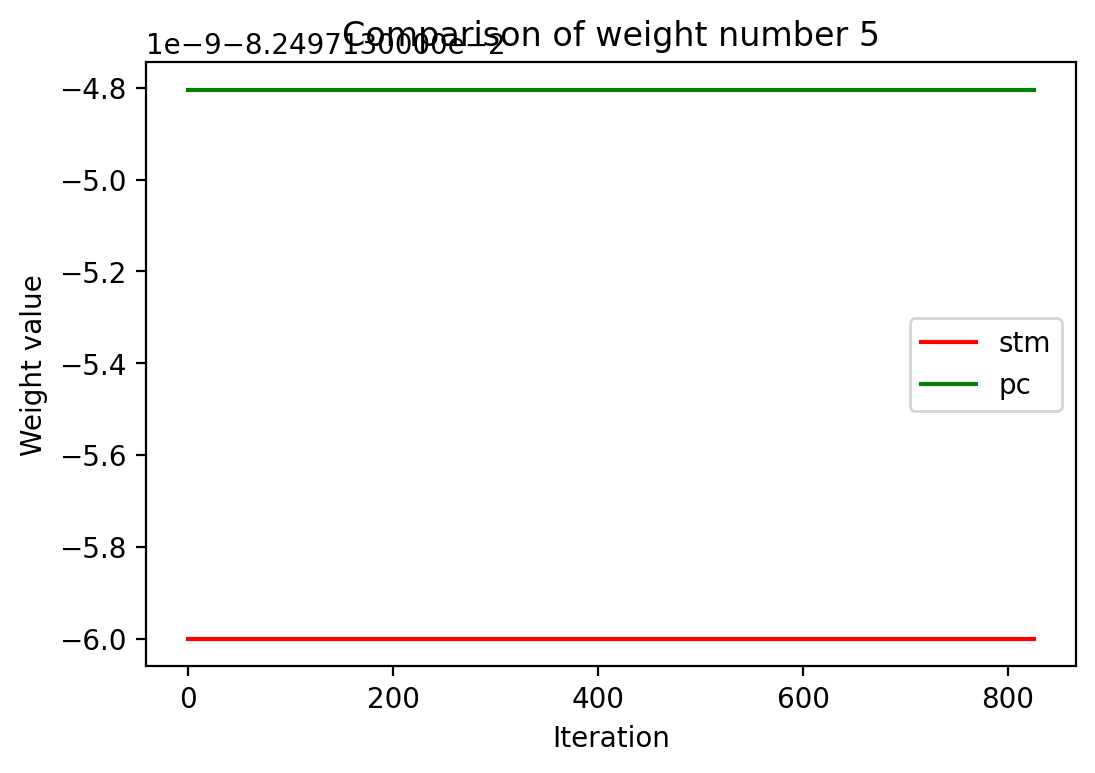 Comparison of weight number 5
1e−9−8.2497130000e−2
−4.8
−5.0
−5.2
−5.4
−5.6
−5.8
−6.0
Weight value
stm
pc
0 200 400 600 800
Iteration